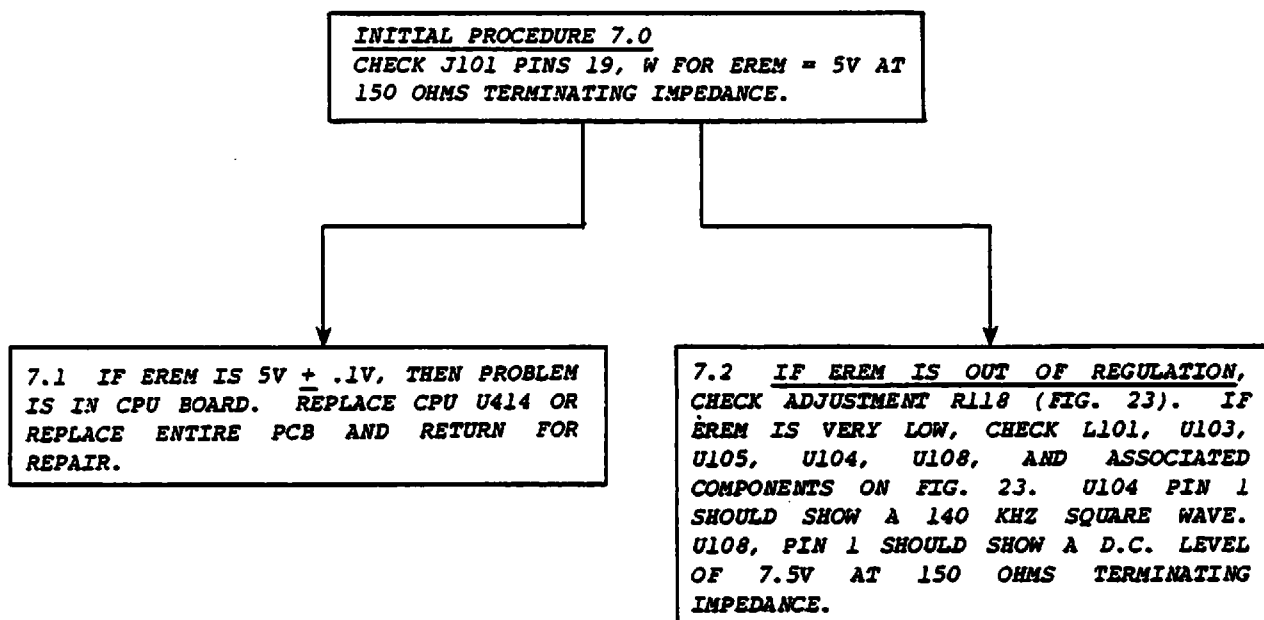 INITIAL PROCEDURE 7.0
CHECK J101 PINS 19, W FOR EREM = 5V AT
150 OHMS TERMINATING IMPEDANCE.
7.1 IF EREM IS 5V ± .1V, THEN PROBLEM
IS IN CPU BOARD. REPLACE CPU U414 OR
REPLACE ENTIRE PCB AND RETURN FOR
REPAIR.
7.2 IF EREM IS OUT OF REGULATION,
CHECK ADJUSTMENT R118 (FIG. 23). IF
EREM IS VERY LOW, CHECK L101, U103,
U105, U104, U108, AND ASSOCIATED
COMPONENTS ON FIG. 23. U104 PIN 1
SHOULD SHOW A 140 KHZ SQUARE WAVE.
U108, PIN 1 SHOULD SHOW A D.C. LEVEL
OF 7.5V AT 150 OHMS TERMINATING
IMPEDANCE.